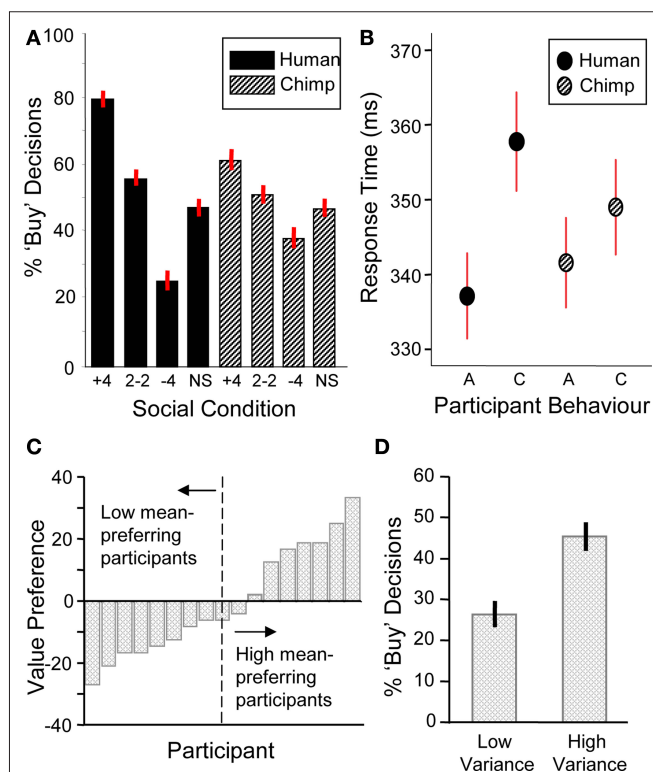 A
100
80
60
40
20
0
% 'Buy' Decisions
Human
Chimp
+4 2-2 -4 NS +4 2-2 -4 NS
Social Condition
B
370
360
350
340
330
Response Time (ms)
Human
Chimp
A C A C
Participant Behaviour
C
40
20
0
-20
-40
Value Preference
Low mean-
preferring
participants
High mean-
preferring
participants
Participant
D
60
50
40
30
20
10
0
% 'Buy' Decisions
Low
Variance
High
Variance